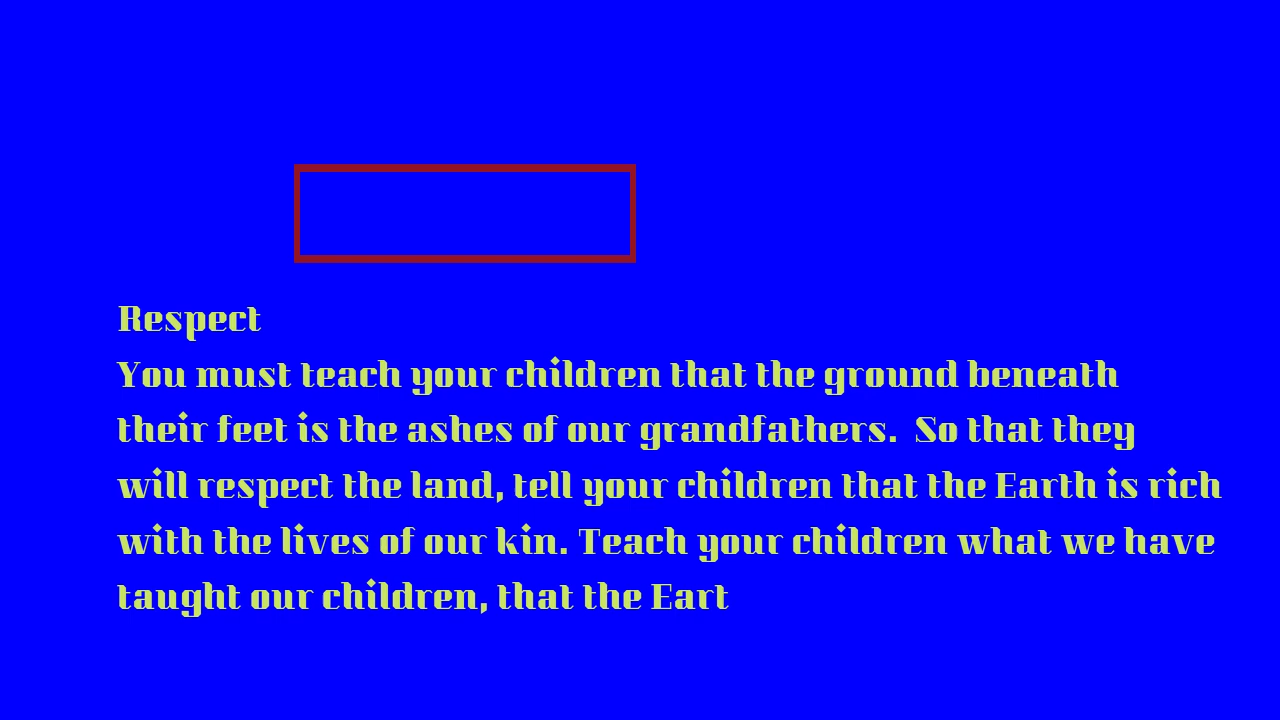 Respect
You must teach your children that the ground beneath
their feet is the ashes of our grandfathers.  So that they
will respect the land, tell your children that the Earth is rich
with the lives of our kin. Teach your children what we have
taught our children, that the Eart